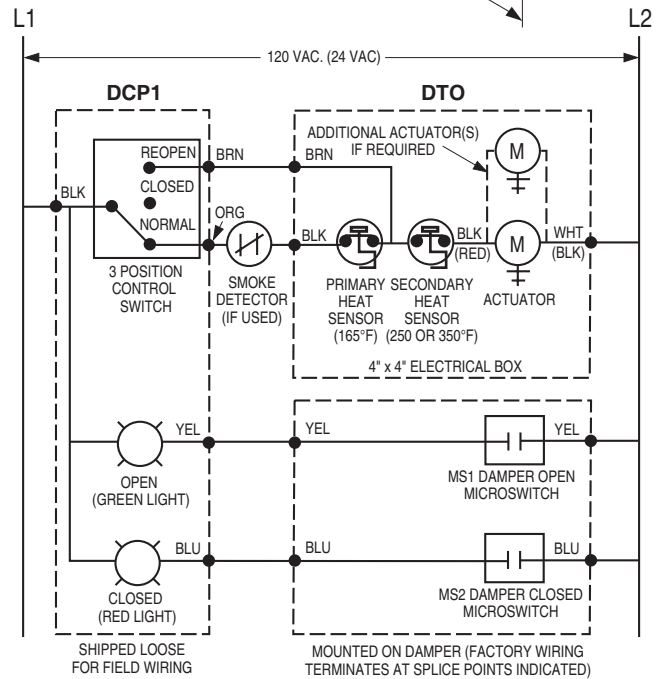 L1
L2
120 VAC. (24 VAC)
DCP1
DTO
REOPEN
CLOSED
NORMAL
BLK
3 POSITION
CONTROL
SWITCH
BRN
BRN
ORG
SMOKE
DETECTOR
(IF USED)
ADDITIONAL ACTUATOR(S)
IF REQUIRED
M
BLK
PRIMARY
HEAT
SENSOR
(165°F)
SECONDARY
HEAT
SENSOR
(250 OR 350°F)
BLK
(RED)
M
ACTUATOR
WHT
(BLK)
4" x 4" ELECTRICAL BOX
OPEN
(GREEN LIGHT)
YEL
YEL
YEL
MS1 DAMPER OPEN
MICROSWITCH
CLOSED
(RED LIGHT)
BLU
BLU
BLU
MS2 DAMPER CLOSED
MICROSWITCH
SHIPPED LOOSE
FOR FIELD WIRING
MOUNTED ON DAMPER (FACTORY WIRING
TERMINATES AT SPLICE POINTS INDICATED)